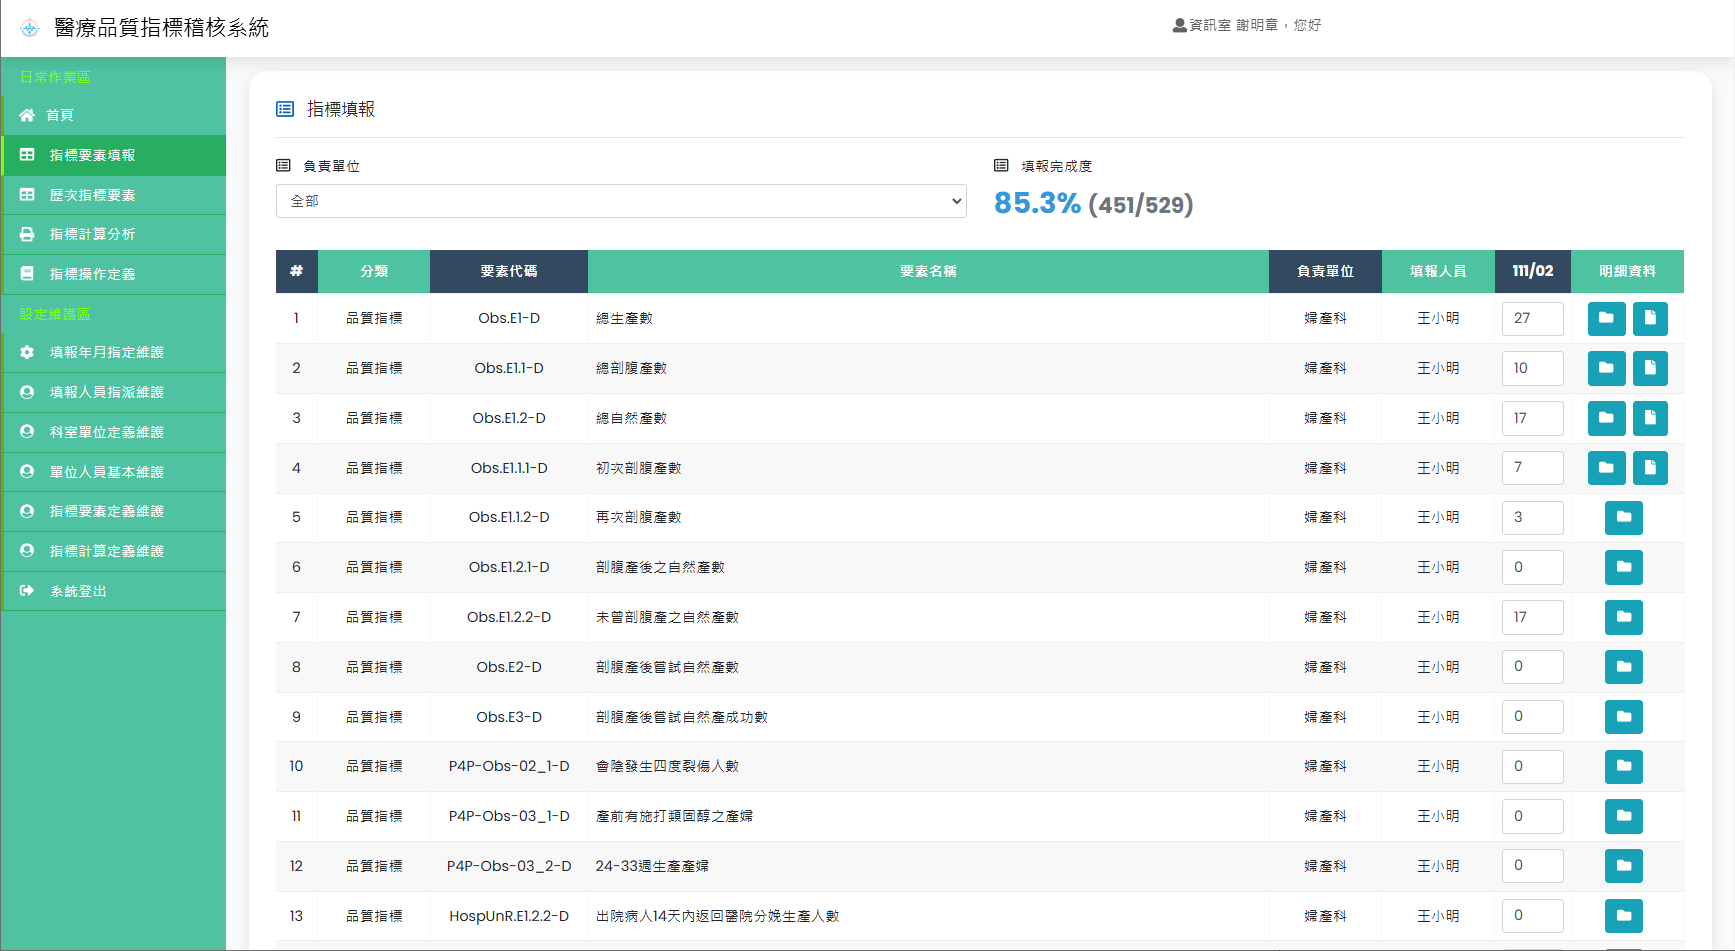 醫療品質指標稽核系統
資訊室 謝明章，您好
日常作業區
首頁
指標要素填報
歷次指標要素
指標計算分析
指標操作定義
設定維護區
填報年月指定維護
填報人員指派維護
科室單位定義維護
單位人員基本維護
指標要素定義維護
指標計算定義維護
系統登出
指標填報
負責單位
全部
填報完成度
85.3% (451/529)
# 分類 要素代碼 要素名稱 負責單位 填報人員 111/02 明細資料
1 品質指標 Obs.E1-D 總生產數 婦產科 王小明 27
2 品質指標 Obs.E1.1-D 總剖腹產數 婦產科 王小明 10
3 品質指標 Obs.E1.2-D 總自然產數 婦產科 王小明 17
4 品質指標 Obs.E1.1.1-D 初次剖腹產數 婦產科 王小明 7
5 品質指標 Obs.E1.1.2-D 再次剖腹產數 婦產科 王小明 3
6 品質指標 Obs.E1.2.1-D 剖腹產後之自然產數 婦產科 王小明 0
7 品質指標 Obs.E1.2.2-D 未曾剖腹產之自然產數 婦產科 王小明 17
8 品質指標 Obs.E2-D 剖腹產後嘗試自然產數 婦產科 王小明 0
9 品質指標 Obs.E3-D 剖腹產後嘗試自然產成功數 婦產科 王小明 0
10 品質指標 P4P-Obs-02_1-D 會陰發生四度裂傷人數 婦產科 王小明 0
11 品質指標 P4P-Obs-03_1-D 產前有施打類固醇之產婦 婦產科 王小明 0
12 品質指標 P4P-Obs-03_2-D 24-33週生產產婦 婦產科 王小明 0
13 品質指標 HospUnR.E1.2.2-D 出院病人14天內返回醫院分娩生產人數 婦產科 王小明 0